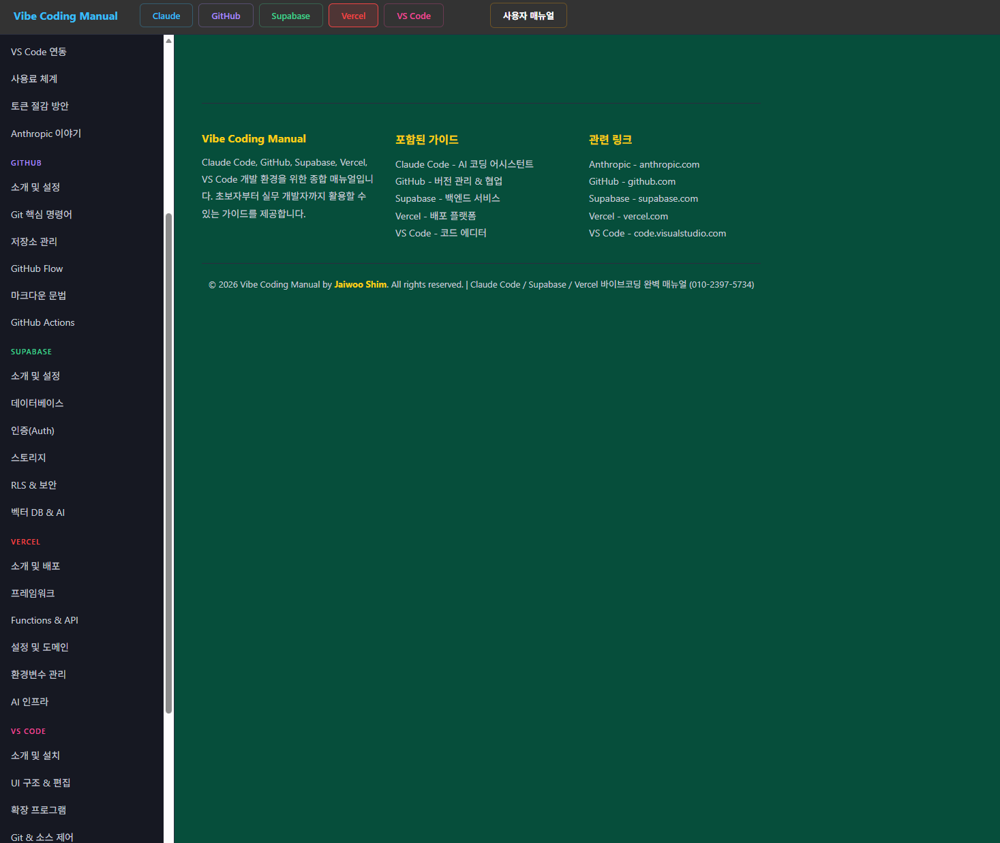 Vibe Coding Manual
Claude
GitHub
Supabase
Vercel
VS Code
사용자 매뉴얼
VS Code 연동
사용료 체계
토큰 절감 방안
Anthropic 이야기
GITHUB
소개 및 설정
Git 핵심 명령어
저장소 관리
GitHub Flow
마크다운 문법
GitHub Actions
SUPABASE
소개 및 설정
데이터베이스
인증(Auth)
스토리지
RLS & 보안
벡터 DB & AI
VERCEL
소개 및 배포
프레임워크
Functions & API
설정 및 도메인
환경변수 관리
AI 인프라
VS CODE
소개 및 설치
UI 구조 & 편집
확장 프로그램
Git & 소스 제어
Vibe Coding Manual
Claude Code, GitHub, Supabase, Vercel,
VS Code 개발 환경을 위한 종합 매뉴얼입니
다. 초보자부터 실무 개발자까지 활용할 수
있는 가이드를 제공합니다.
포함된 가이드
Claude Code - AI 코딩 어시스턴트
GitHub - 버전 관리 & 협업
Supabase - 백엔드 서비스
Vercel - 배포 플랫폼
VS Code - 코드 에디터
관련 링크
Anthropic - anthropic.com
GitHub - github.com
Supabase - supabase.com
Vercel - vercel.com
VS Code - code.visualstudio.com
© 2026 Vibe Coding Manual by Jaiwoo Shim. All rights reserved. | Claude Code / Supabase / Vercel 바이브코딩 완벽 매뉴얼 (010-2397-5734)